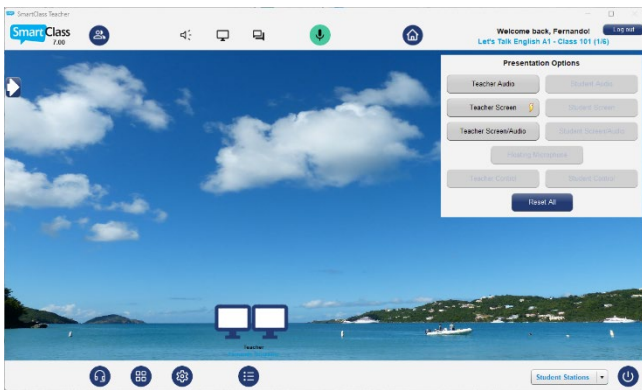 SmartClass Teacher
SmartClass
7.00
Welcome back, Fernando!
Log out
Let's Talk English A1 - Class 101 (1/6)
Presentation Options
Teacher Audio
Student Audio
Teacher Screen
Student Screen
Teacher Screen/Audio
Student Screen/Audio
Floating Microphone
Teacher Control
Student Control
Reset All
Teacher
Student Stations